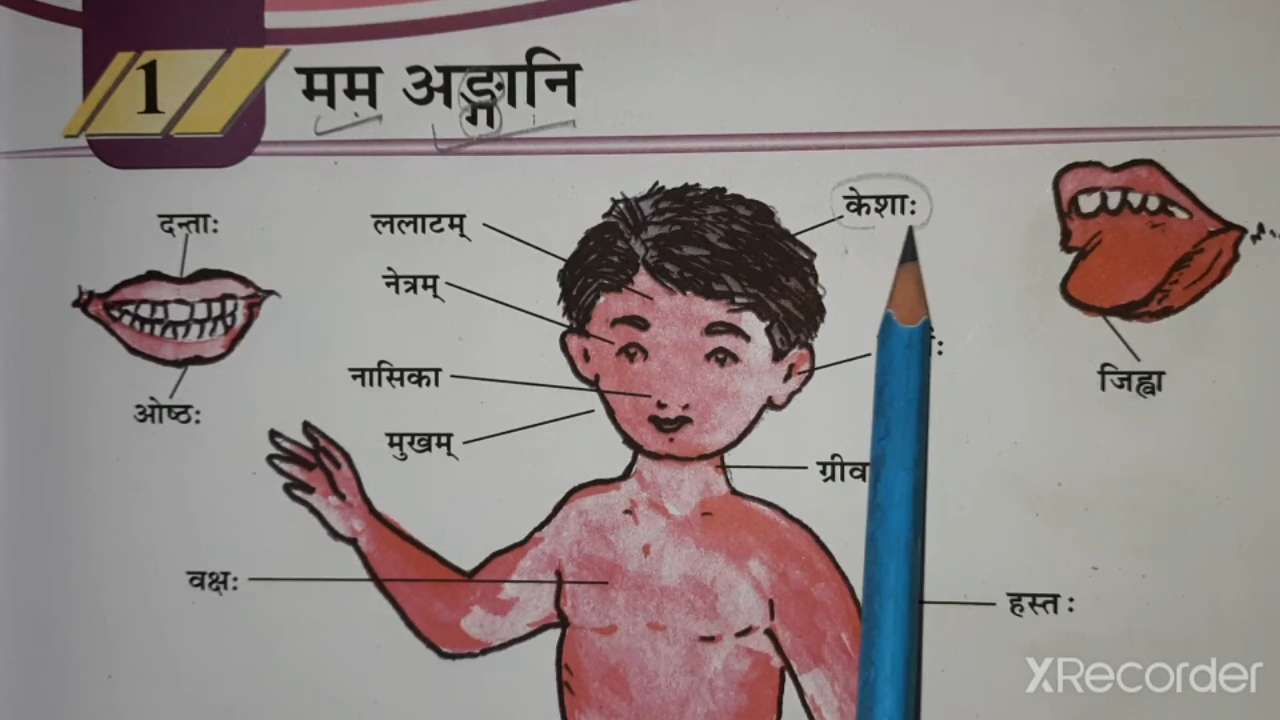 1 मम अङ्गानि
दन्ताः
ललाटम्
केशाः
नेत्रम्
नासिका
जिह्वा
ओष्ठः
मुखम्
वक्षः
हस्तः
XRecorder